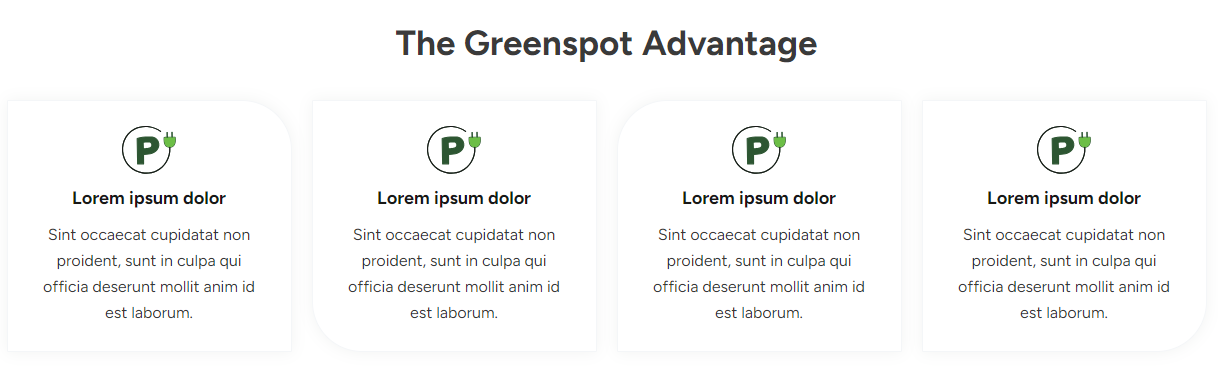 The Greenspot Advantage
P
Lorem ipsum dolor
Sint occaecat cupidatat non
proident, sunt in culpa qui
officia deserunt mollit anim id
est laborum.
P
Lorem ipsum dolor
Sint occaecat cupidatat non
proident, sunt in culpa qui
officia deserunt mollit anim id
est laborum.
P
Lorem ipsum dolor
Sint occaecat cupidatat non
proident, sunt in culpa qui
officia deserunt mollit anim id
est laborum.
P
Lorem ipsum dolor
Sint occaecat cupidatat non
proident, sunt in culpa qui
officia deserunt mollit anim id
est laborum.